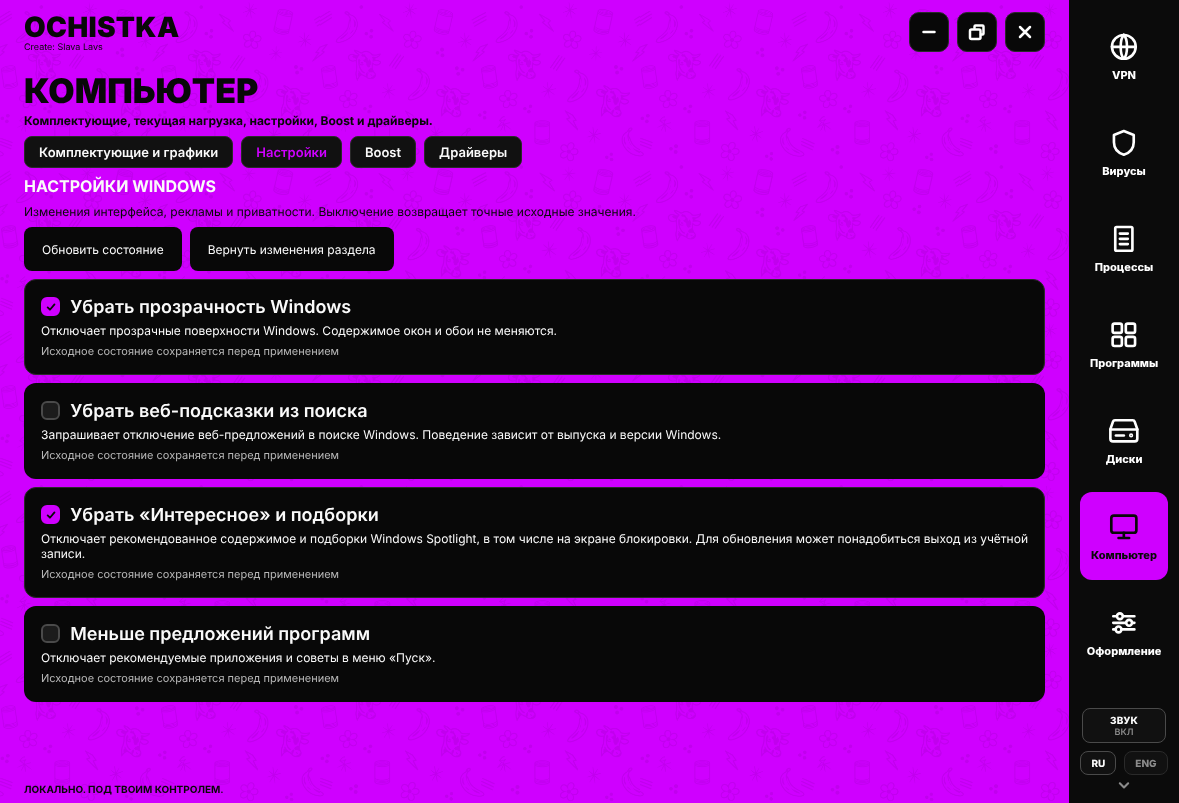 OCHISTKA
Create: Slava Lavs
КОМПЬЮТЕР
Комплектующие, текущая нагрузка, настройки, Boost и драйверы.
Комплектующие и графики
Настройки
Boost
Драйверы
НАСТРОЙКИ WINDOWS
Изменения интерфейса, рекламы и приватности. Выключение возвращает точные исходные значения.
Обновить состояние
Вернуть изменения раздела
Убрать прозрачность Windows
Отключает прозрачные поверхности Windows. Содержимое окон и обои не меняются.
Исходное состояние сохраняется перед применением
Убрать веб-подсказки из поиска
Запрашивает отключение веб-предложений в поиске Windows. Поведение зависит от выпуска и версии Windows.
Исходное состояние сохраняется перед применением
Убрать «Интересное» и подборки
Отключает рекомендованное содержимое и подборки Windows Spotlight, в том числе на экране блокировки. Для обновления может понадобиться выход из учётной
записи.
Исходное состояние сохраняется перед применением
Меньше предложений программ
Отключает рекомендуемые приложения и советы в меню «Пуск».
Исходное состояние сохраняется перед применением
ЛОКАЛЬНО. ПОД ТВОИМ КОНТРОЛЕМ.
VPN
Вирусы
Процессы
Программы
Диски
Компьютер
Оформление
ЗВУК
ВКЛ
RU
ENG